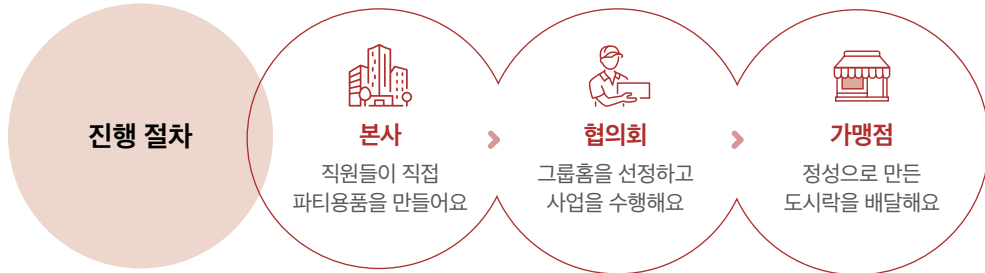 진행 절차
본사
직원들이 직접
파티용품을 만들어요
협의회
그룹홈을 선정하고
사업을 수행해요
가맹점
정성으로 만든
도시락을 배달해요